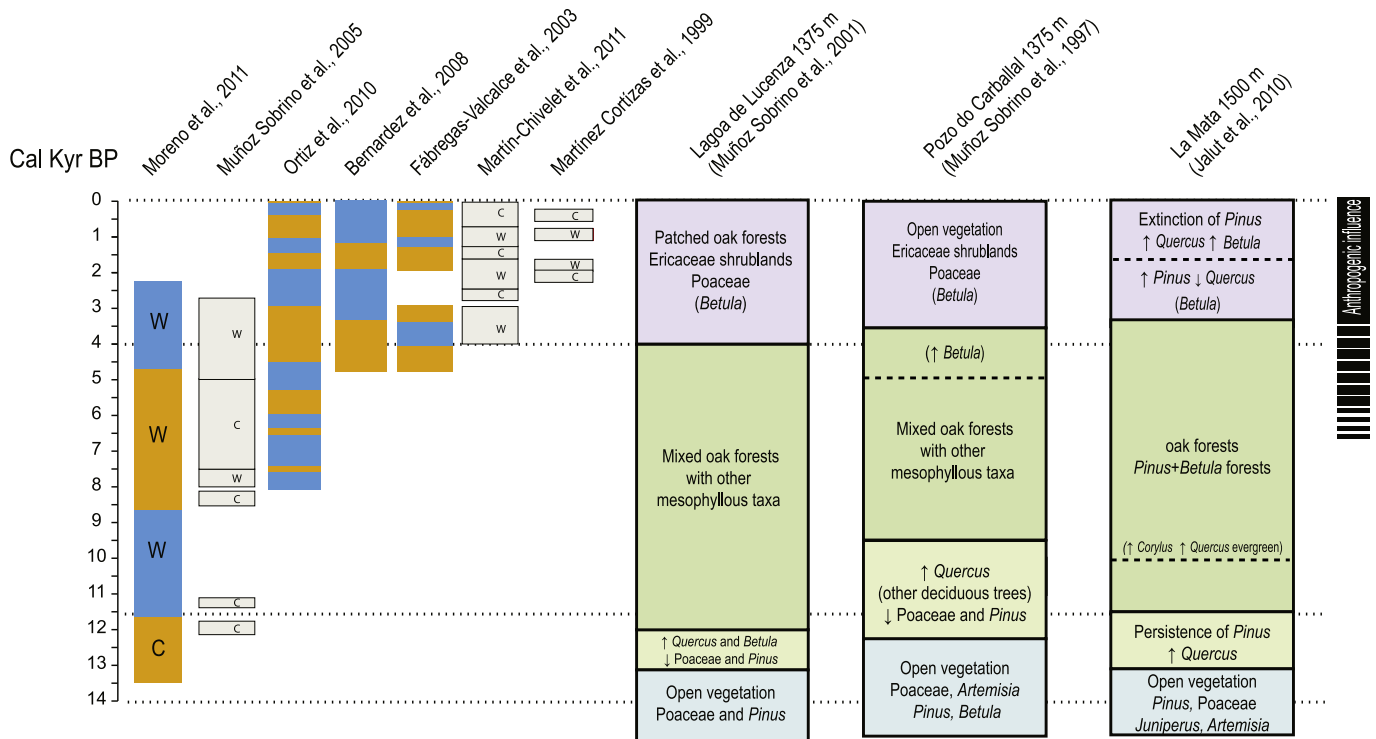 Cal Kyr BP
Moreno et al., 2011
Muñoz Sobrino et al., 2005
Ortiz et al., 2010
Bernardez et al., 2008
Fábregas-Valcalce et al., 2003
Martín-Chivelet et al., 2011
Martínez Cortízas et al., 1999
Lagoa de Lucenza 1375 m
(Muñoz Sobrino et al., 2001)
Pozo do Carballal 1375 m
(Muñoz Sobrino et al., 1997)
La Mata 1500 m
(Jalut et al., 2010)
0
1
2
3
4
5
6
7
8
9
10
11
12
13
14
W
W
W
C
W
C
W
C
C
C
C
W
C
W
C
W
C
W
W
C
Patched oak forests
Ericaceae shrublands
Poaceae
(Betula)
Mixed oak forests
with other
mesophyllous taxa
↑ Quercus and Betula
↓ Poaceae and Pinus
Open vegetation
Poaceae and Pinus
Open vegetation
Ericaceae shrublands
Poaceae
(Betula)
(↑ Betula)
Mixed oak forests
with other
mesophyllous taxa
↑ Quercus
(other deciduous trees)
↓ Poaceae and Pinus
Open vegetation
Poaceae, Artemisia
Pinus, Betula
Extinction of Pinus
↑ Quercus ↑ Betula
↑ Pinus ↓ Quercus
(Betula)
oak forests
Pinus+Betula forests
(↑ Corylus ↑ Quercus evergreen)
Persistence of Pinus
↑ Quercus
Open vegetation
Pinus, Poaceae
Juniperus, Artemisia
Anthropogenic influence